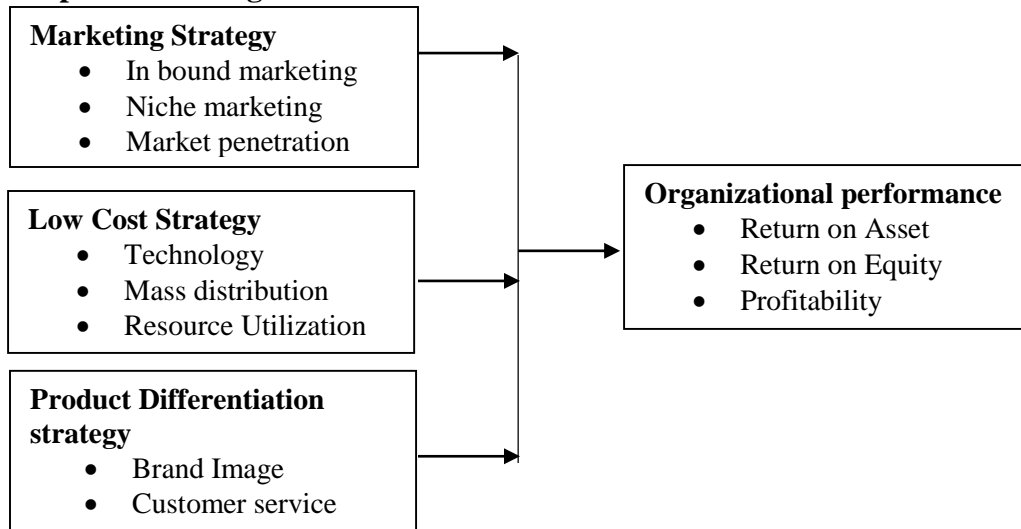 Marketing Strategy
• In bound marketing
• Niche marketing
• Market penetration
Low Cost Strategy
• Technology
• Mass distribution
• Resource Utilization
Product Differentiation
strategy
• Brand Image
• Customer service
Organizational performance
• Return on Asset
• Return on Equity
• Profitability